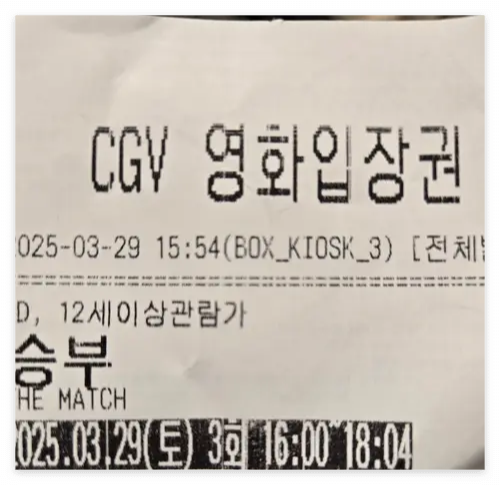 CGV 영화입장권
025-03-29 15:54(BOX_KIOSK_3) [전체
D, 12세이상관람가
승부
HE MATCH
025.03.29(토) 3회 16:00~18:04